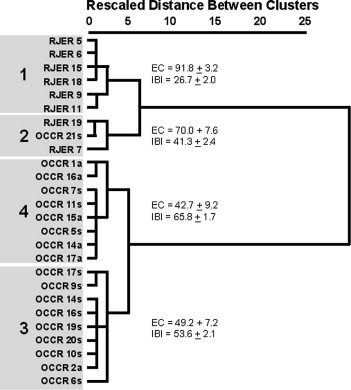 Rescaled Distance Between Clusters
0 5 10 15 20 25
1
RJER 5
RJER 6
RJER 15
RJER 18
RJER 9
RJER 11
EC = 91.8 ± 3.2
IBI = 26.7 ± 2.0
2
RJER 19
OCCR 21s
RJER 7
EC = 70.0 + 7.6
IBI = 41.3 ± 2.4
4
OCCR 1a
OCCR 16a
OCCR 7s
OCCR 11s
OCCR 15a
OCCR 5s
OCCR 14a
OCCR 17a
EC = 42.7 ± 9.2
IBI = 65.8 ± 1.7
3
OCCR 17s
OCCR 9s
OCCR 14s
OCCR 16s
OCCR 19s
OCCR 20s
OCCR 10s
OCCR 2a
OCCR 6s
EC = 49.2 + 7.2
IBI = 53.6 ± 2.1